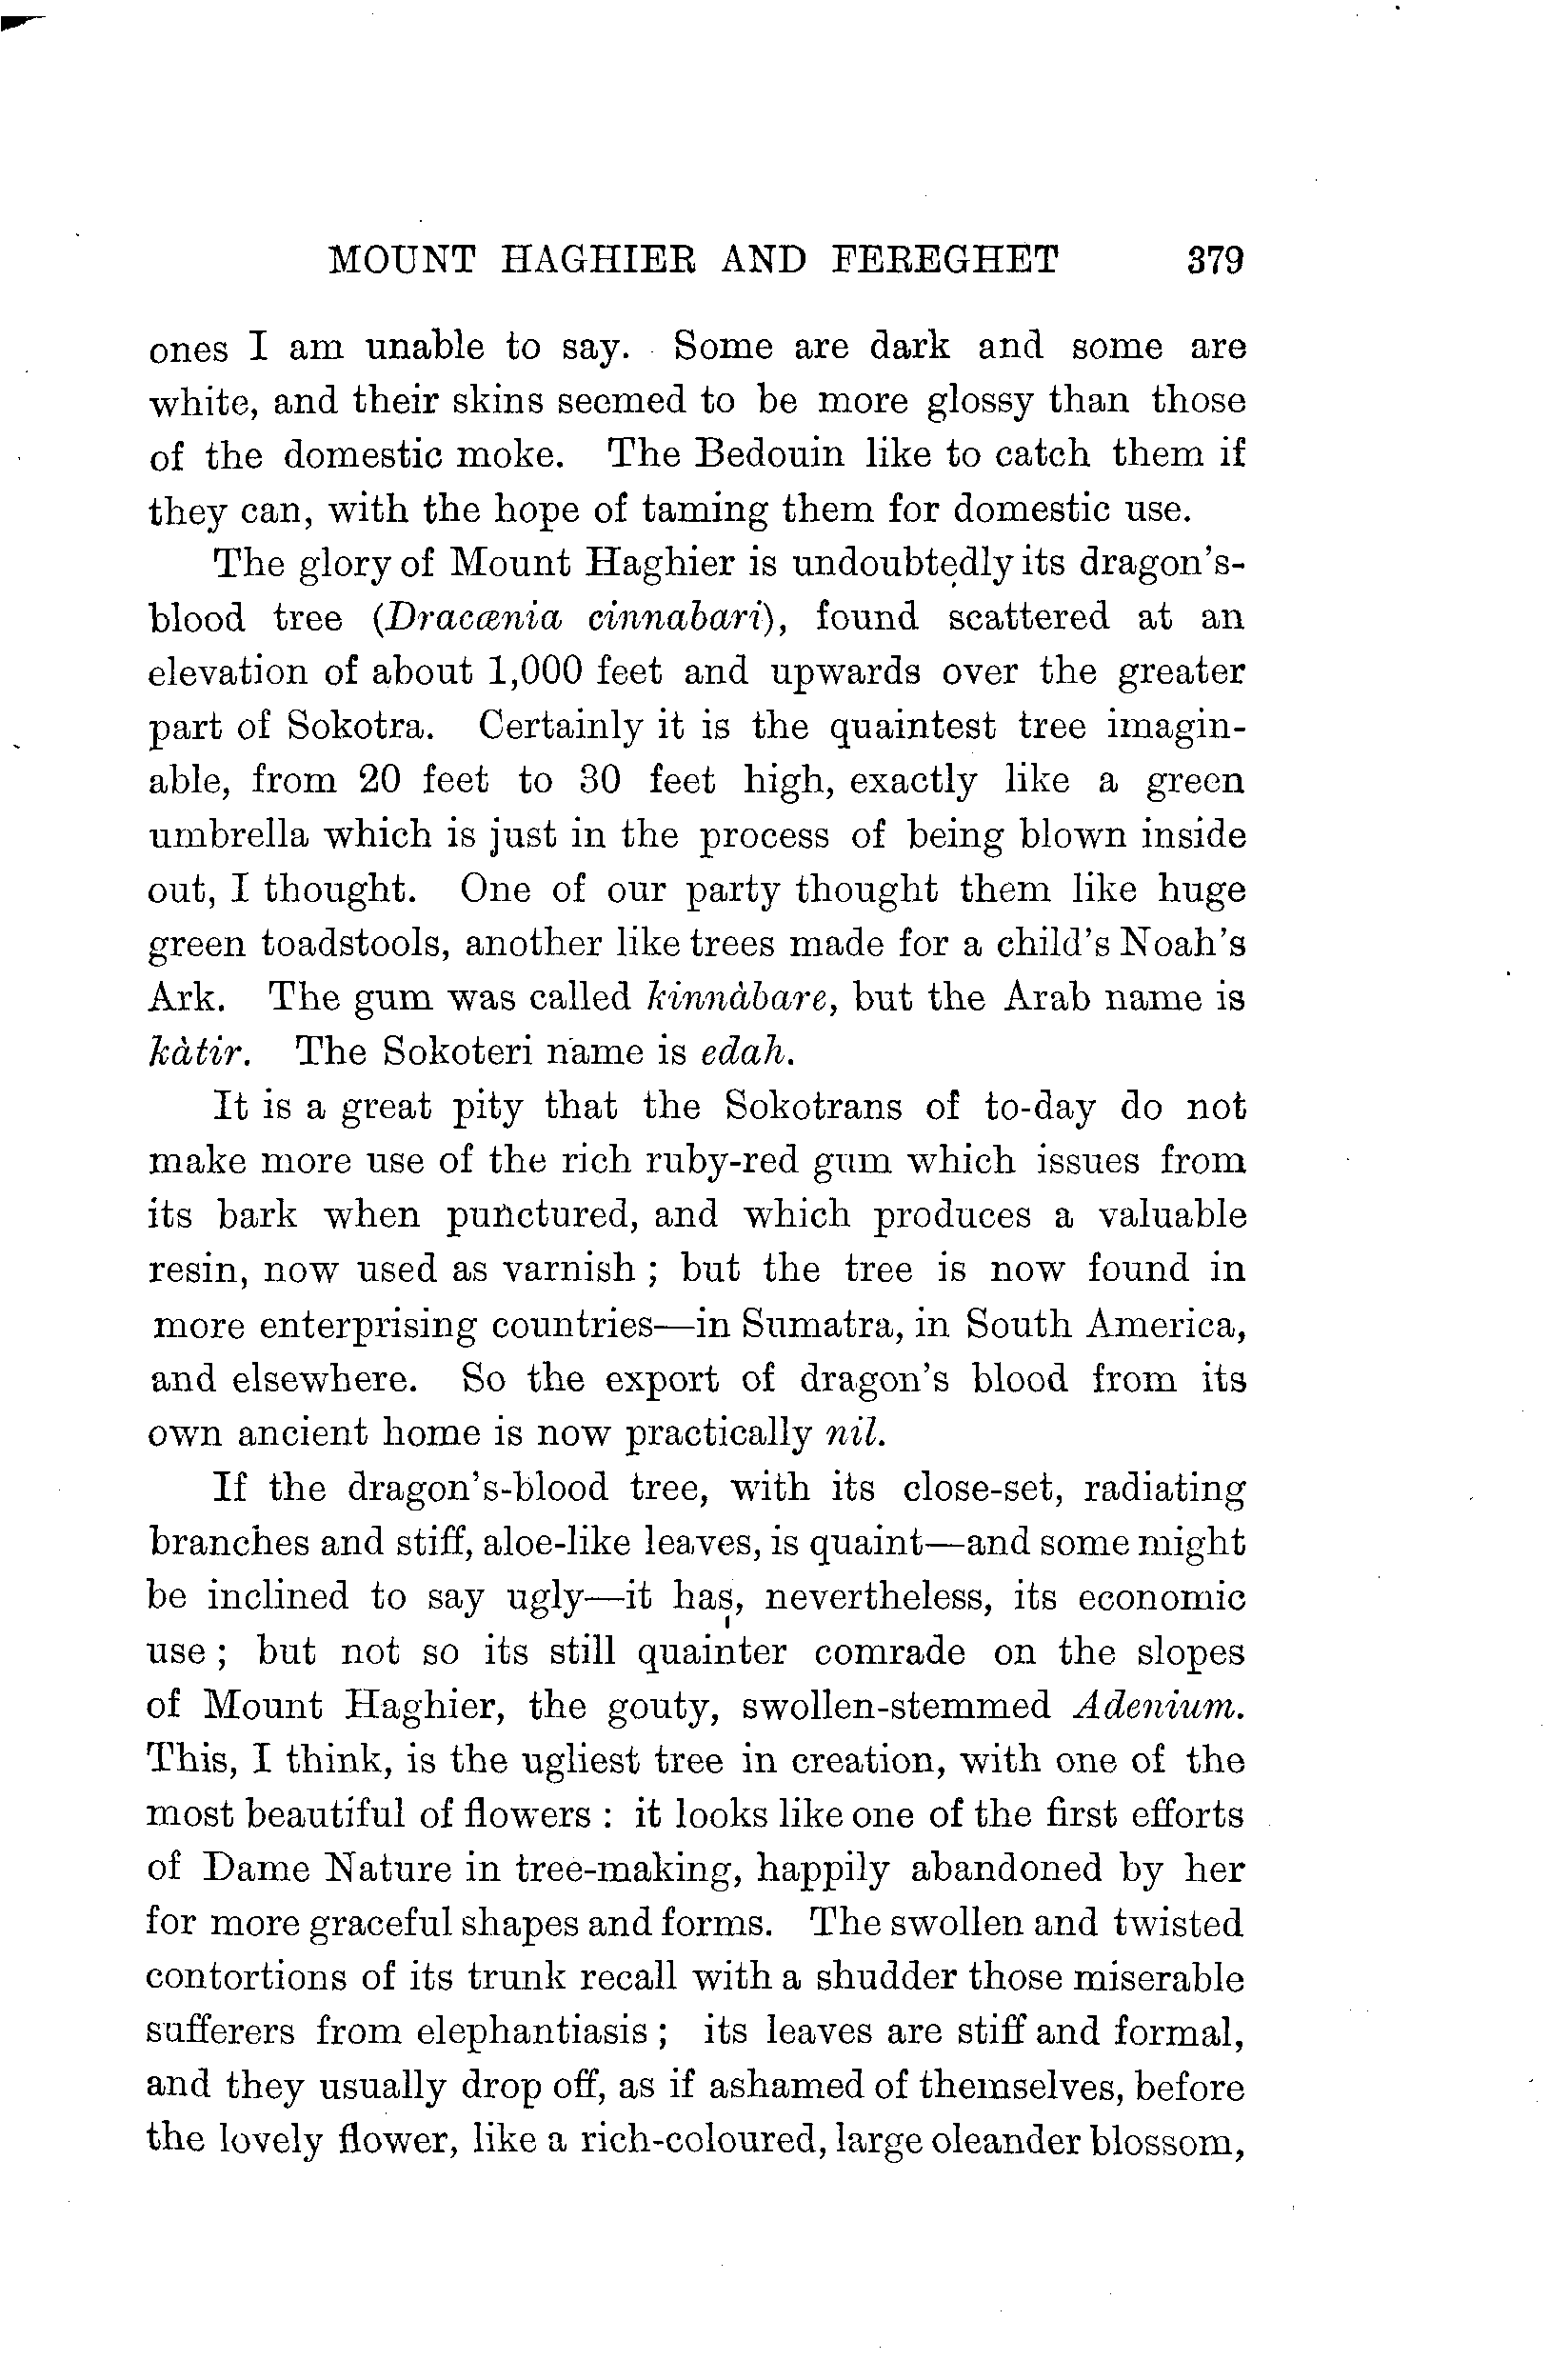 MOUNT HAGHIER AND FEREGHET 379
ones I am unable to say. Some are dark and some are
white, and their skins seemed to be more glossy than those
of the domestic moke. The Bedouin like to catch them if
they can, with the hope of taming them for domestic use.
The glory of Mount Haghier is undoubtedly its dragon's-
blood tree (Dracænia cinnabari), found scattered at an
elevation of about 1,000 feet and upwards over the greater
part of Sokotra. Certainly it is the quaintest tree imagin-
able, from 20 feet to 30 feet high, exactly like a green
umbrella which is just in the process of being blown inside
out, I thought. One of our party thought them like huge
green toadstools, another like trees made for a child's Noah's
Ark. The gum was called kinnàbare, but the Arab name is
kàtir. The Sokoteri name is edah.
It is a great pity that the Sokotrans of to-day do not
make more use of the rich ruby-red gum which issues from
its bark when punctured, and which produces a valuable
resin, now used as varnish ; but the tree is now found in
more enterprising countries—in Sumatra, in South America,
and elsewhere. So the export of dragon's blood from its
own ancient home is now practically nil.
If the dragon's-blood tree, with its close-set, radiating
branches and stiff, aloe-like leaves, is quaint—and some might
be inclined to say ugly—it has, nevertheless, its economic
use ; but not so its still quainter comrade on the slopes
of Mount Haghier, the gouty, swollen-stemmed Adenium.
This, I think, is the ugliest tree in creation, with one of the
most beautiful of flowers : it looks like one of the first efforts
of Dame Nature in tree-making, happily abandoned by her
for more graceful shapes and forms. The swollen and twisted
contortions of its trunk recall with a shudder those miserable
sufferers from elephantiasis ; its leaves are stiff and formal,
and they usually drop off, as if ashamed of themselves, before
the lovely flower, like a rich-coloured, large oleander blossom,